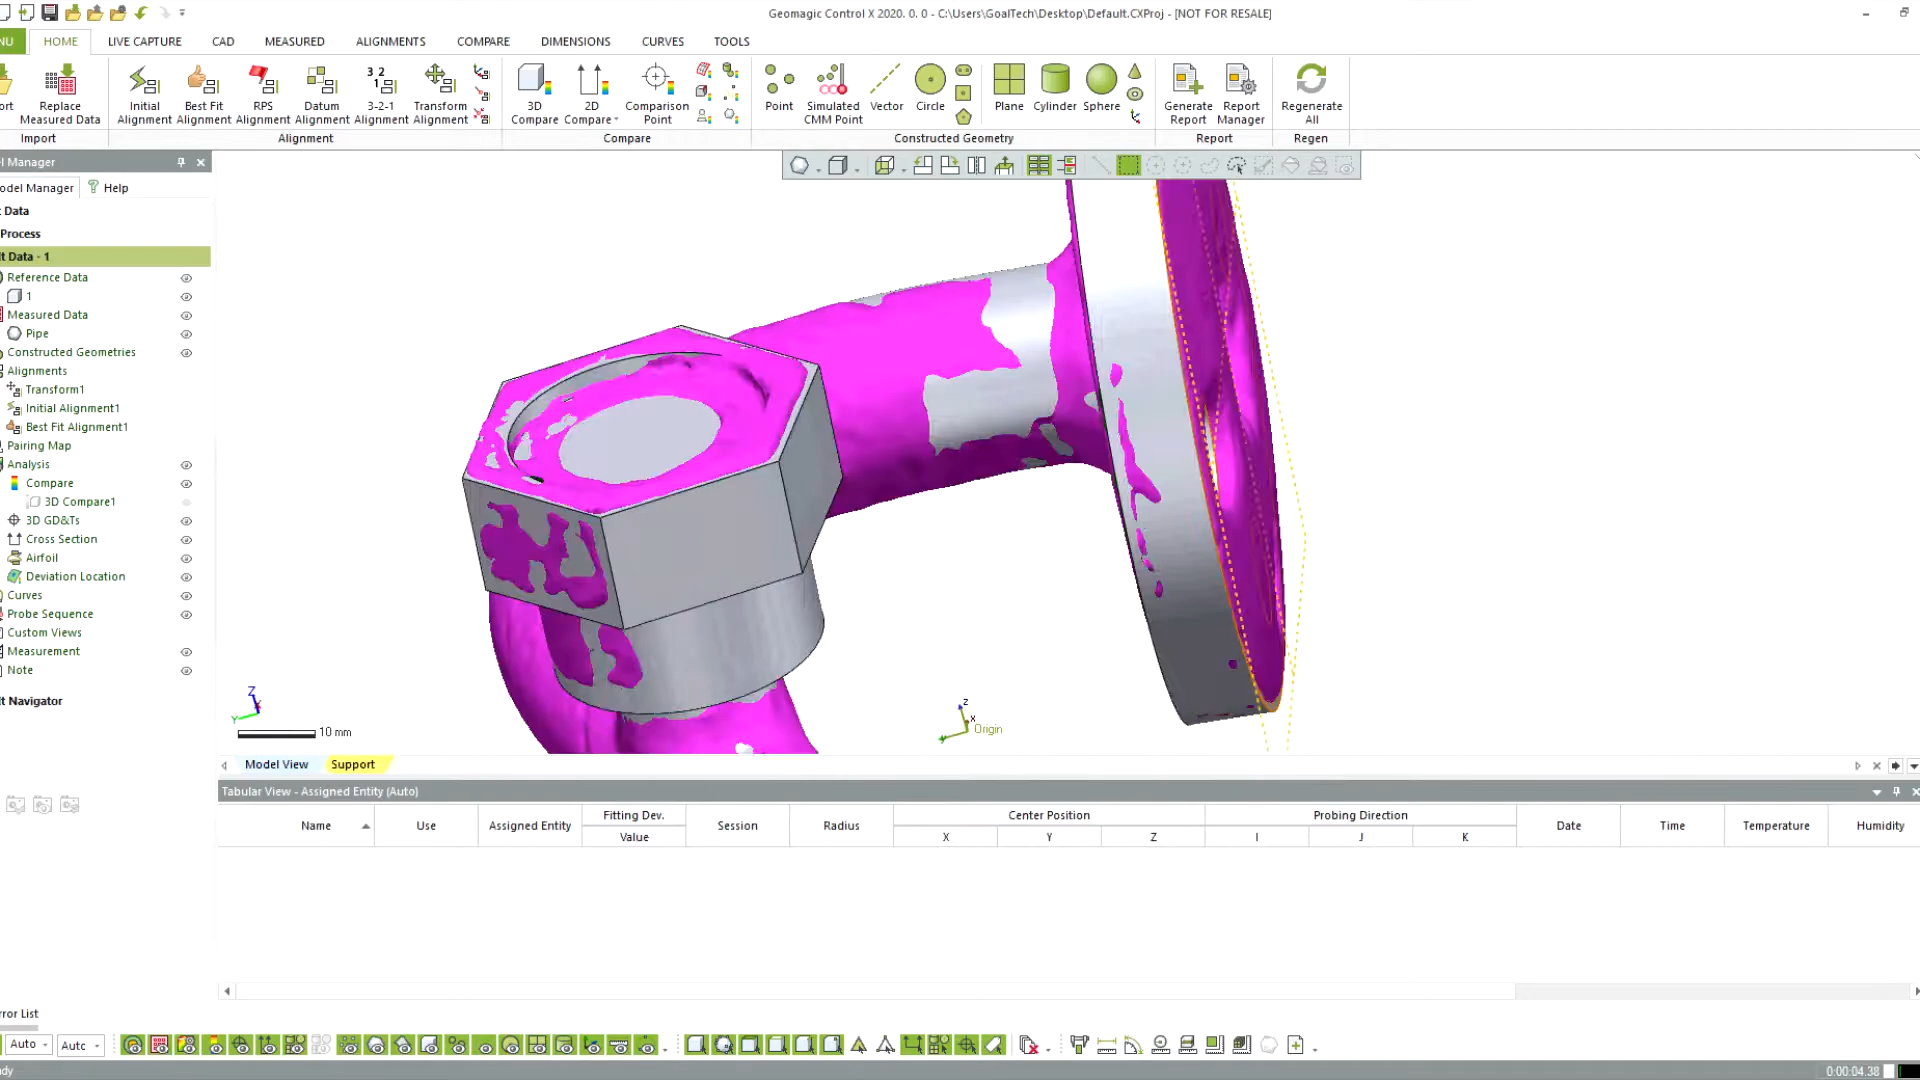 Geomagic Control X 2020. 0. 0 - C:\Users\GoalTech\Desktop\Default.CXProj - [NOT FOR RESALE]
NU HOME LIVE CAPTURE CAD MEASURED ALIGNMENTS COMPARE DIMENSIONS CURVES TOOLS
ort Replace Measured Data Initial Alignment Best Fit Alignment RPS Alignment Datum Alignment 3-2-1 Alignment Transform Alignment 3D Compare 2D Compare Comparison Point Point Simulated CMM Point Vector Circle Plane Cylinder Sphere Generate Report Report Manager Regenerate All
Import Alignment Compare Constructed Geometry Report Regen
l Manager
odel Manager Help
t Data
Process
lt Data - 1
Reference Data
1
Measured Data
Pipe
Constructed Geometries
Alignments
Transform1
Initial Alignment1
Best Fit Alignment1
Pairing Map
Analysis
Compare
3D Compare1
3D GD&Ts
Cross Section
Airfoil
Deviation Location
Curves
Probe Sequence
Custom Views
Measurement
Note
lt Navigator
Z
Y
10 mm
z
x
Origin
Model View Support
Tabular View - Assigned Entity (Auto)
Name Use Assigned Entity Fitting Dev. Session Radius Center Position Probing Direction Date Time Temperature Humidity
Value X Y Z I J K
rror List
Auto Autc
dy 0:00:04.38